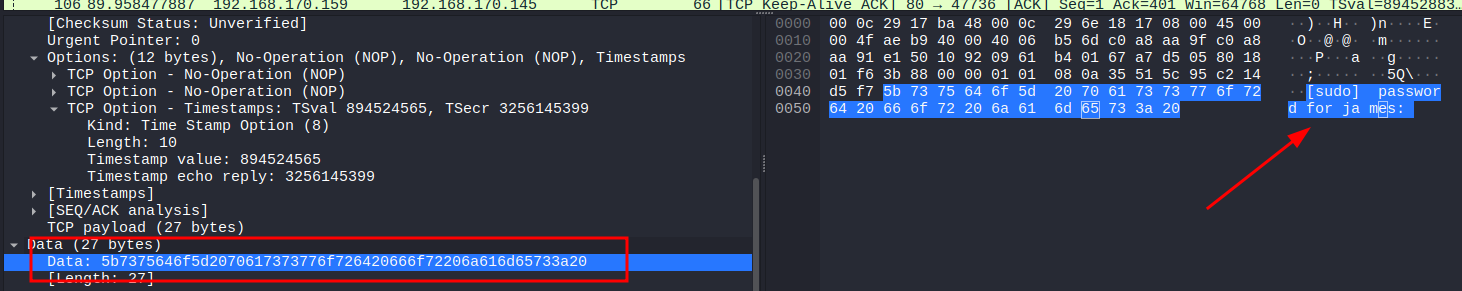 106 89.958477887 192.168.170.159 192.168.170.145 TCP 66 [TCP Keep-Alive ACK] 80 → 47736 [ACK] Seq=1 Ack=401 Win=64768 Len=0 TSval=89452883…
[Checksum Status: Unverified]
Urgent Pointer: 0
Options: (12 bytes), No-Operation (NOP), No-Operation (NOP), Timestamps
TCP Option - No-Operation (NOP)
TCP Option - No-Operation (NOP)
TCP Option - Timestamps: TSval 894524565, TSecr 3256145399
Kind: Time Stamp Option (8)
Length: 10
Timestamp value: 894524565
Timestamp echo reply: 3256145399
[Timestamps]
[SEQ/ACK analysis]
TCP payload (27 bytes)
Data (27 bytes)
Data: 5b7375646f5d2070617373776f726420666f72206a616d65733a20
[Length: 27]
0000 00 0c 29 17 ba 48 00 0c 29 6e 18 17 08 00 45 00 ··)··H·· )n····E·
0010 00 4f ae b9 40 00 40 06 b5 6d c0 a8 aa 9f c0 a8 ·O··@·@· ·m······
0020 aa 91 e1 50 10 92 09 61 b4 01 67 a7 d5 05 80 18 ···P···a ··g·····
0030 01 f6 3b 88 00 00 01 01 08 0a 35 51 5c 95 c2 14 ··;····· ··5Q\···
0040 d5 f7 5b 73 75 64 6f 5d 20 70 61 73 73 77 6f 72 ··[sudo] passwor
0050 64 20 66 6f 72 20 6a 61 6d 65 73 3a 20 d for ja mes: